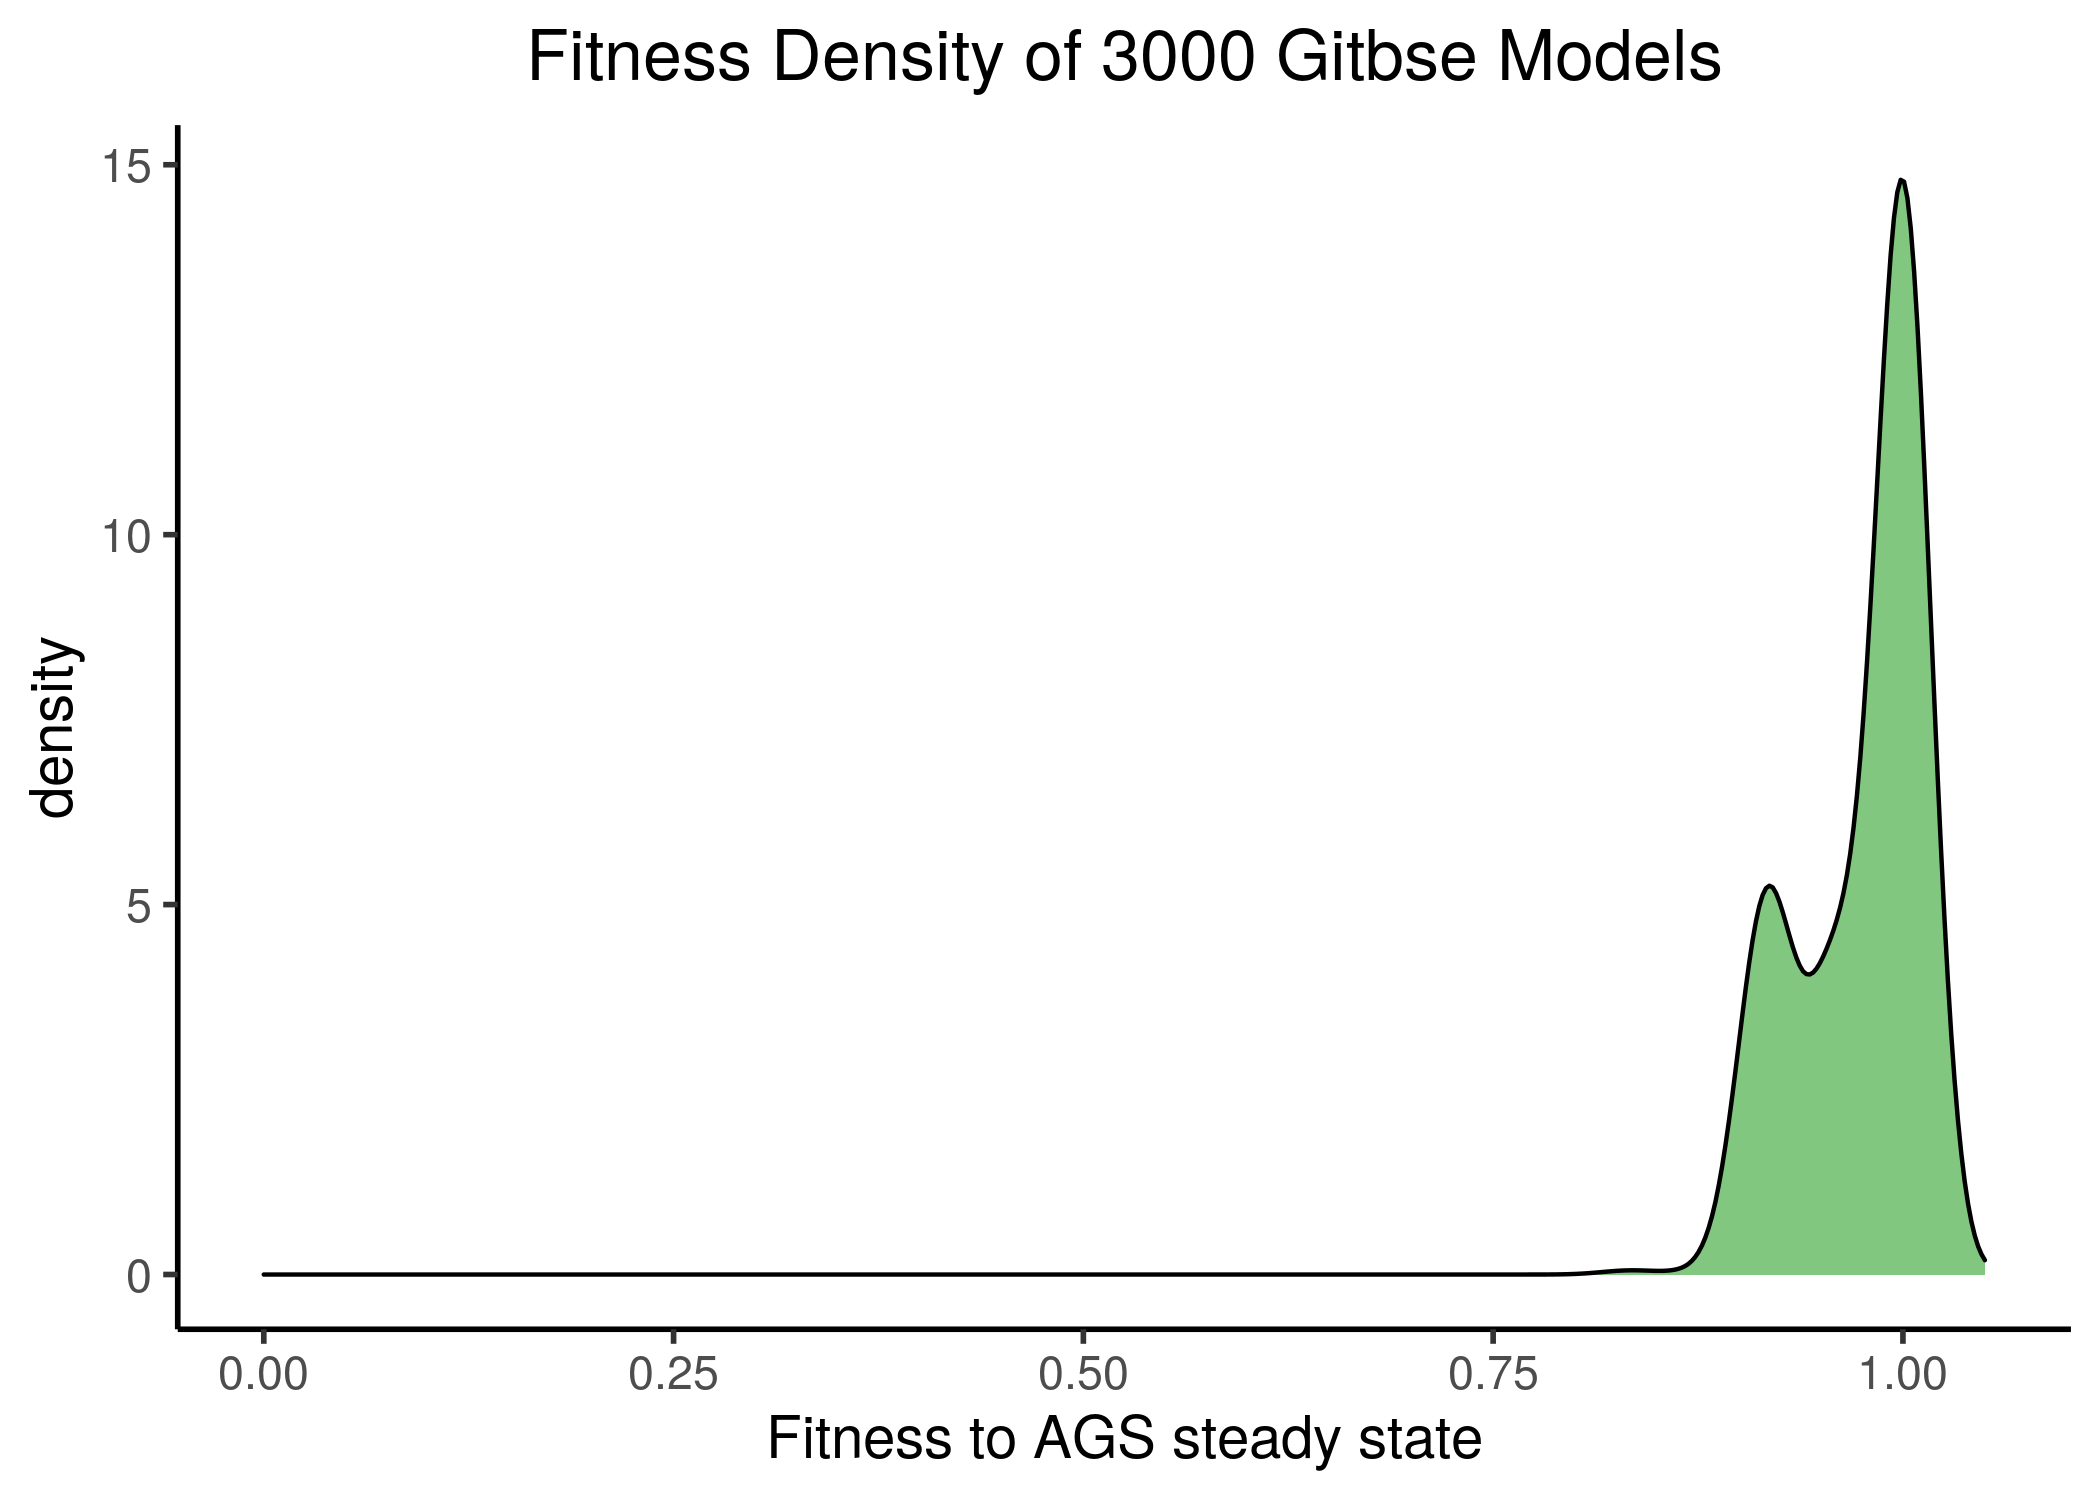 Fitness Density of 3000 Gitbse Models
15
10
5
0
density
0.00 0.25 0.50 0.75 1.00
Fitness to AGS steady state